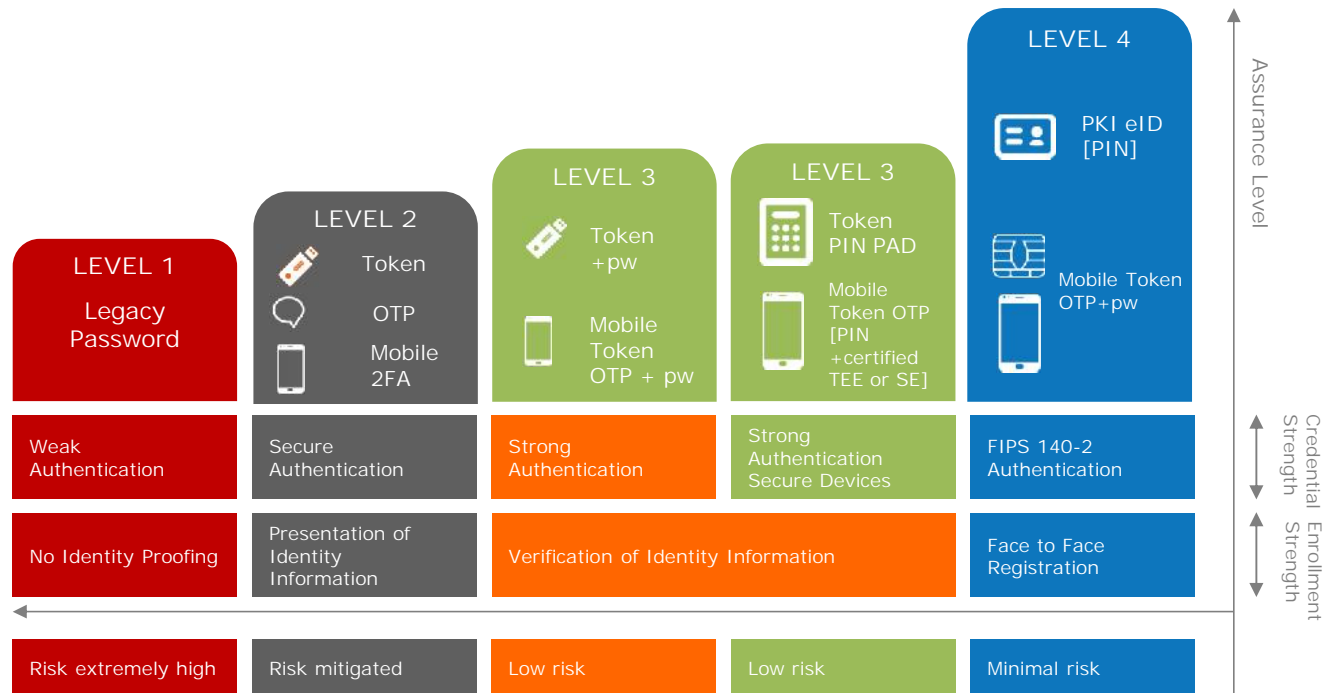 LEVEL 1
Legacy
Password
LEVEL 2
Token
OTP
Mobile
2FA
LEVEL 3
Token
+pw
Mobile
Token
OTP + pw
LEVEL 3
Token
PIN PAD
Mobile
Token OTP
[PIN
+certified
TEE or SE]
LEVEL 4
PKI eID
[PIN]
Mobile Token
OTP+pw
Assurance Level
Weak
Authentication
Secure
Authentication
Strong
Authentication
Strong
Authentication
Secure Devices
FIPS 140-2
Authentication
Credential
Strength
No Identity Proofing
Presentation of
Identity
Information
Verification of Identity Information
Face to Face
Registration
Enrollment
Strength
Risk extremely high
Risk mitigated
Low risk
Low risk
Minimal risk